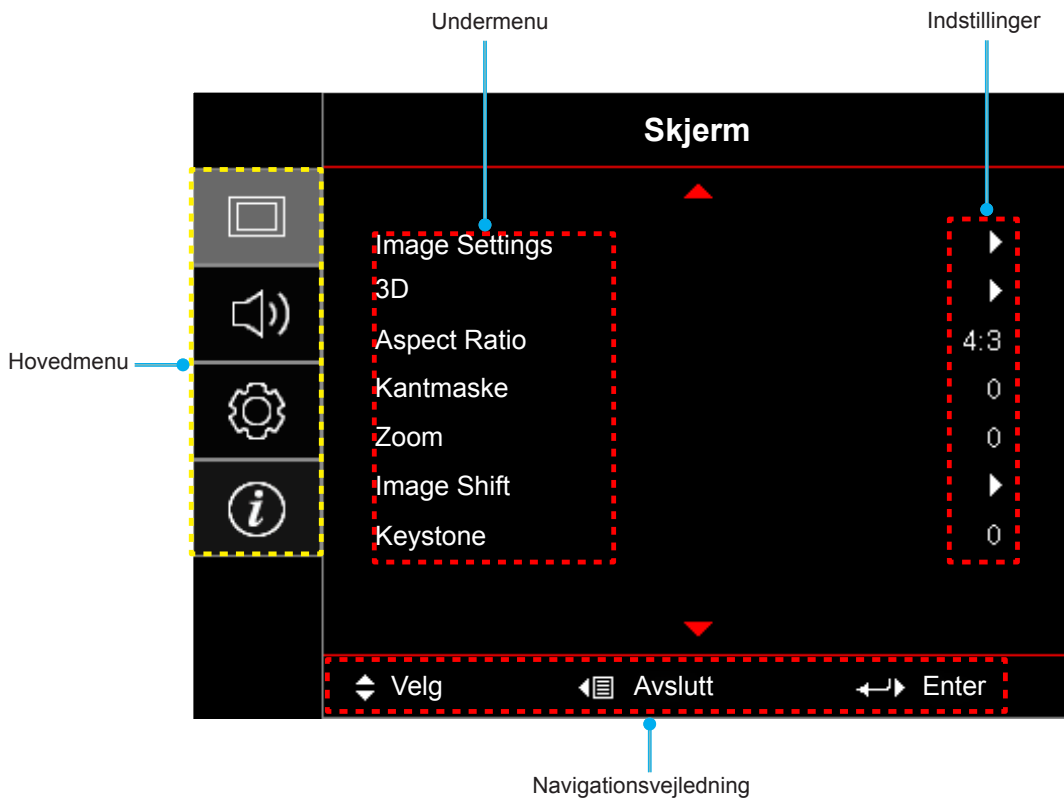 Undermenu
Indstillinger
Skjerm
Image Settings
3D
Aspect Ratio 4:3
Hovedmenu
Kantmaske 0
Zoom 0
Image Shift
Keystone 0
Velg Avslutt Enter
Navigationsvejledning